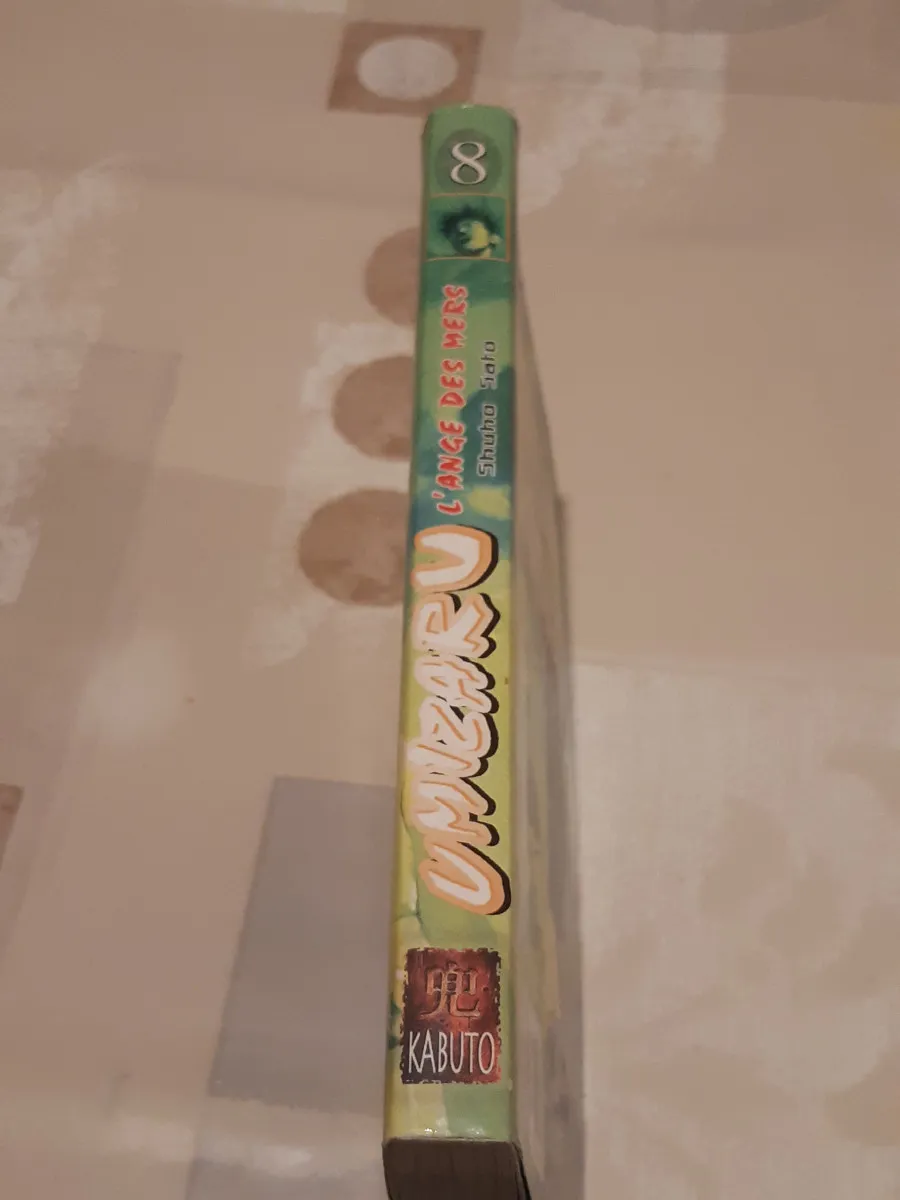 8
L'ANGE DES MERS
Shuho Sato
UMIZARU
兜
KABUTO